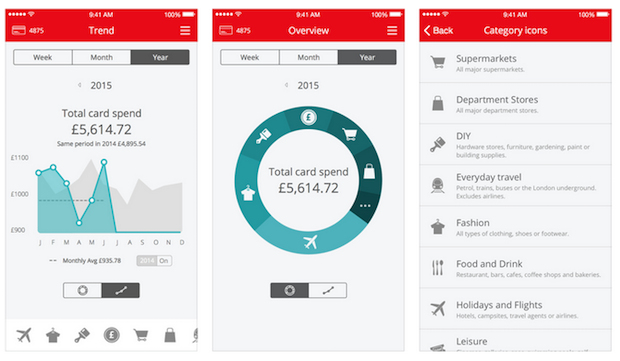 9:41 AM
100%
4875
Trend
Week
Month
Year
2015
Total card spend
£5,614.72
Same period in 2014 £4,895.54
£1100
£1000
£900
J F M A M J J A S O N D
Monthly Avg £935.78
2014 On
9:41 AM
100%
4875
Overview
Week
Month
Year
2015
Total card spend
£5,614.72
£
9:41 AM
100%
Back
Category icons
Supermarkets
All major supermarkets.
Department Stores
All major department stores.
DIY
Hardware stores, furniture, gardening, paint or
building supplies.
Everyday travel
Petrol, trains, buses or the London underground.
Excludes airlines.
Fashion
All types of clothing, shoes or footwear.
Food and Drink
Restaurant, bars, cafes, coffee shops and bakeries.
Holidays and Flights
Hotels, campsites, travel agents or airlines.
Leisure